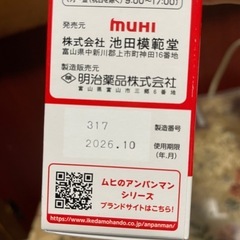 9:00~17:00)
発売元
muHI
株式会社 池田模範堂
富山県中新川郡上市町神田16番地
製造販売元
明治薬品株式会社
富山県富山市三郷6番地
317
製造番号
2026.10
使用期限
(年.月)
ムヒのアンパンマン
シリーズ
ブランドサイトはこちら!
https://www.ikedamohando.co.jp/anpanman/